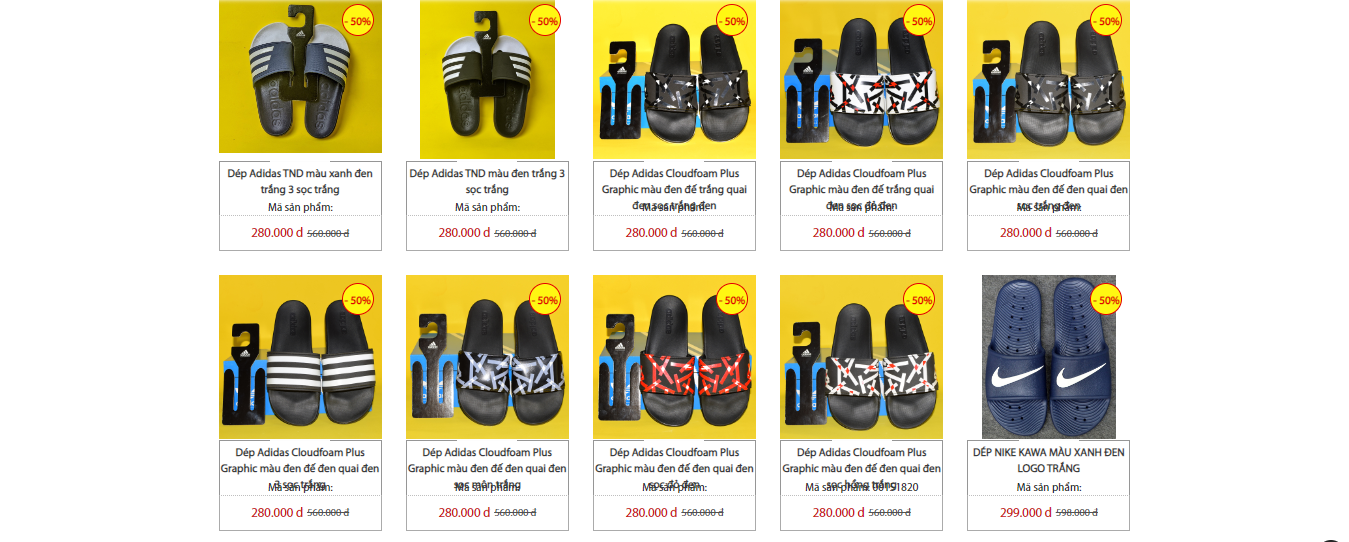 - 50%
- 50%
- 50%
- 50%
- 50%
Dép Adidas TND màu xanh đen
trắng 3 sọc trắng
Mã sản phẩm:
280.000 đ 560.000 đ
Dép Adidas TND màu đen trắng 3
sọc trắng
Mã sản phẩm:
280.000 đ 560.000 đ
Dép Adidas Cloudfoam Plus
Graphic màu đen đế trắng quai
đen sọc trắng đen
Mã sản phẩm:
280.000 đ 560.000 đ
Dép Adidas Cloudfoam Plus
Graphic màu đen đế trắng quai
đen sọc đỏ đen
Mã sản phẩm:
280.000 đ 560.000 đ
Dép Adidas Cloudfoam Plus
Graphic màu đen đế đen quai đen
sọc trắng đen
Mã sản phẩm:
280.000 đ 560.000 đ
- 50%
- 50%
- 50%
- 50%
- 50%
Dép Adidas Cloudfoam Plus
Graphic màu đen đế đen quai đen
3 sọc trắng
Mã sản phẩm:
280.000 đ 560.000 đ
Dép Adidas Cloudfoam Plus
Graphic màu đen đế đen quai đen
sọc môn trắng
Mã sản phẩm:
280.000 đ 560.000 đ
Dép Adidas Cloudfoam Plus
Graphic màu đen đế đen quai đen
sọc đỏ đen
Mã sản phẩm:
280.000 đ 560.000 đ
Dép Adidas Cloudfoam Plus
Graphic màu đen đế đen quai đen
sọc hồng trắng
Mã sản phẩm: 00151820
280.000 đ 560.000 đ
DÉP NIKE KAWA MÀU XANH ĐEN
LOGO TRẮNG
Mã sản phẩm:
299.000 đ 598.000 đ